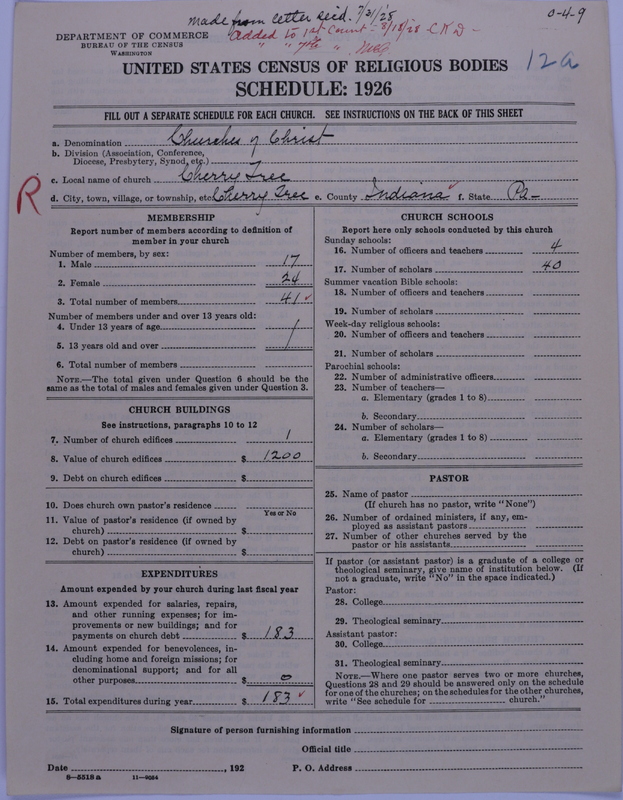 made from letter rec'd. 7/31/28
0-4-9
Added to 1st Count - 8/18/28 C.K.D -
DEPARTMENT OF COMMERCE
BUREAU OF THE CENSUS
WASHINGTON
12a
UNITED STATES CENSUS OF RELIGIOUS BODIES
SCHEDULE: 1926
FILL OUT A SEPARATE SCHEDULE FOR EACH CHURCH. SEE INSTRUCTIONS ON THE BACK OF THIS SHEET
a. Denomination Churches of Christ
b. Division (Association, Conference,
Diocese, Presbytery, Synod, etc.)
c. Local name of church Cherry Tree
R
d. City, town, village, or township, etc. Cherry Tree e. County Indiana f. State Pa-
MEMBERSHIP
Report number of members according to definition of
member in your church
Number of members, by sex:
1. Male 17
2. Female 24
3. Total number of members 41
Number of members under and over 13 years old:
4. Under 13 years of age
5. 13 years old and over
6. Total number of members
NOTE.—The total given under Question 6 should be the
same as the total of males and females given under Question 3.
CHURCH BUILDINGS
See instructions, paragraphs 10 to 12
7. Number of church edifices 1
8. Value of church edifices $ 1200
9. Debt on church edifices $
10. Does church own pastor's residence
Yes or No
11. Value of pastor's residence (if owned by
church) $
12. Debt on pastor's residence (if owned by
church) $
EXPENDITURES
Amount expended by your church during last fiscal year
13. Amount expended for salaries, repairs,
and other running expenses; for im-
provements or new buildings; and for
payments on church debt $ 183
14. Amount expended for benevolences, in-
cluding home and foreign missions; for
denominational support; and for all
other purposes $ 0
15. Total expenditures during year $ 183
CHURCH SCHOOLS
Report here only schools conducted by this church
Sunday schools:
16. Number of officers and teachers 4
17. Number of scholars 40
Summer vacation Bible schools:
18. Number of officers and teachers
19. Number of scholars
Week-day religious schools:
20. Number of officers and teachers
21. Number of scholars
Parochial schools:
22. Number of administrative officers
23. Number of teachers—
a. Elementary (grades 1 to 8)
b. Secondary
24. Number of scholars—
a. Elementary (grades 1 to 8)
b. Secondary
PASTOR
25. Name of pastor
(If church has no pastor, write "None")
26. Number of ordained ministers, if any, em-
ployed as assistant pastors
27. Number of other churches served by the
pastor or his assistants
If pastor (or assistant pastor) is a graduate of a college or
theological seminary, give name of institution below. (If
not a graduate, write "No" in the space indicated.)
Pastor:
28. College
29. Theological seminary
Assistant pastor:
30. College
31. Theological seminary
NOTE.—Where one pastor serves two or more churches,
Questions 28 and 29 should be answered only on the schedule
for one of the churches; on the schedules for the other churches,
write "See schedule for church."
Signature of person furnishing information
Official title
Date , 192 P. O. Address
8-5518 a 11-9034